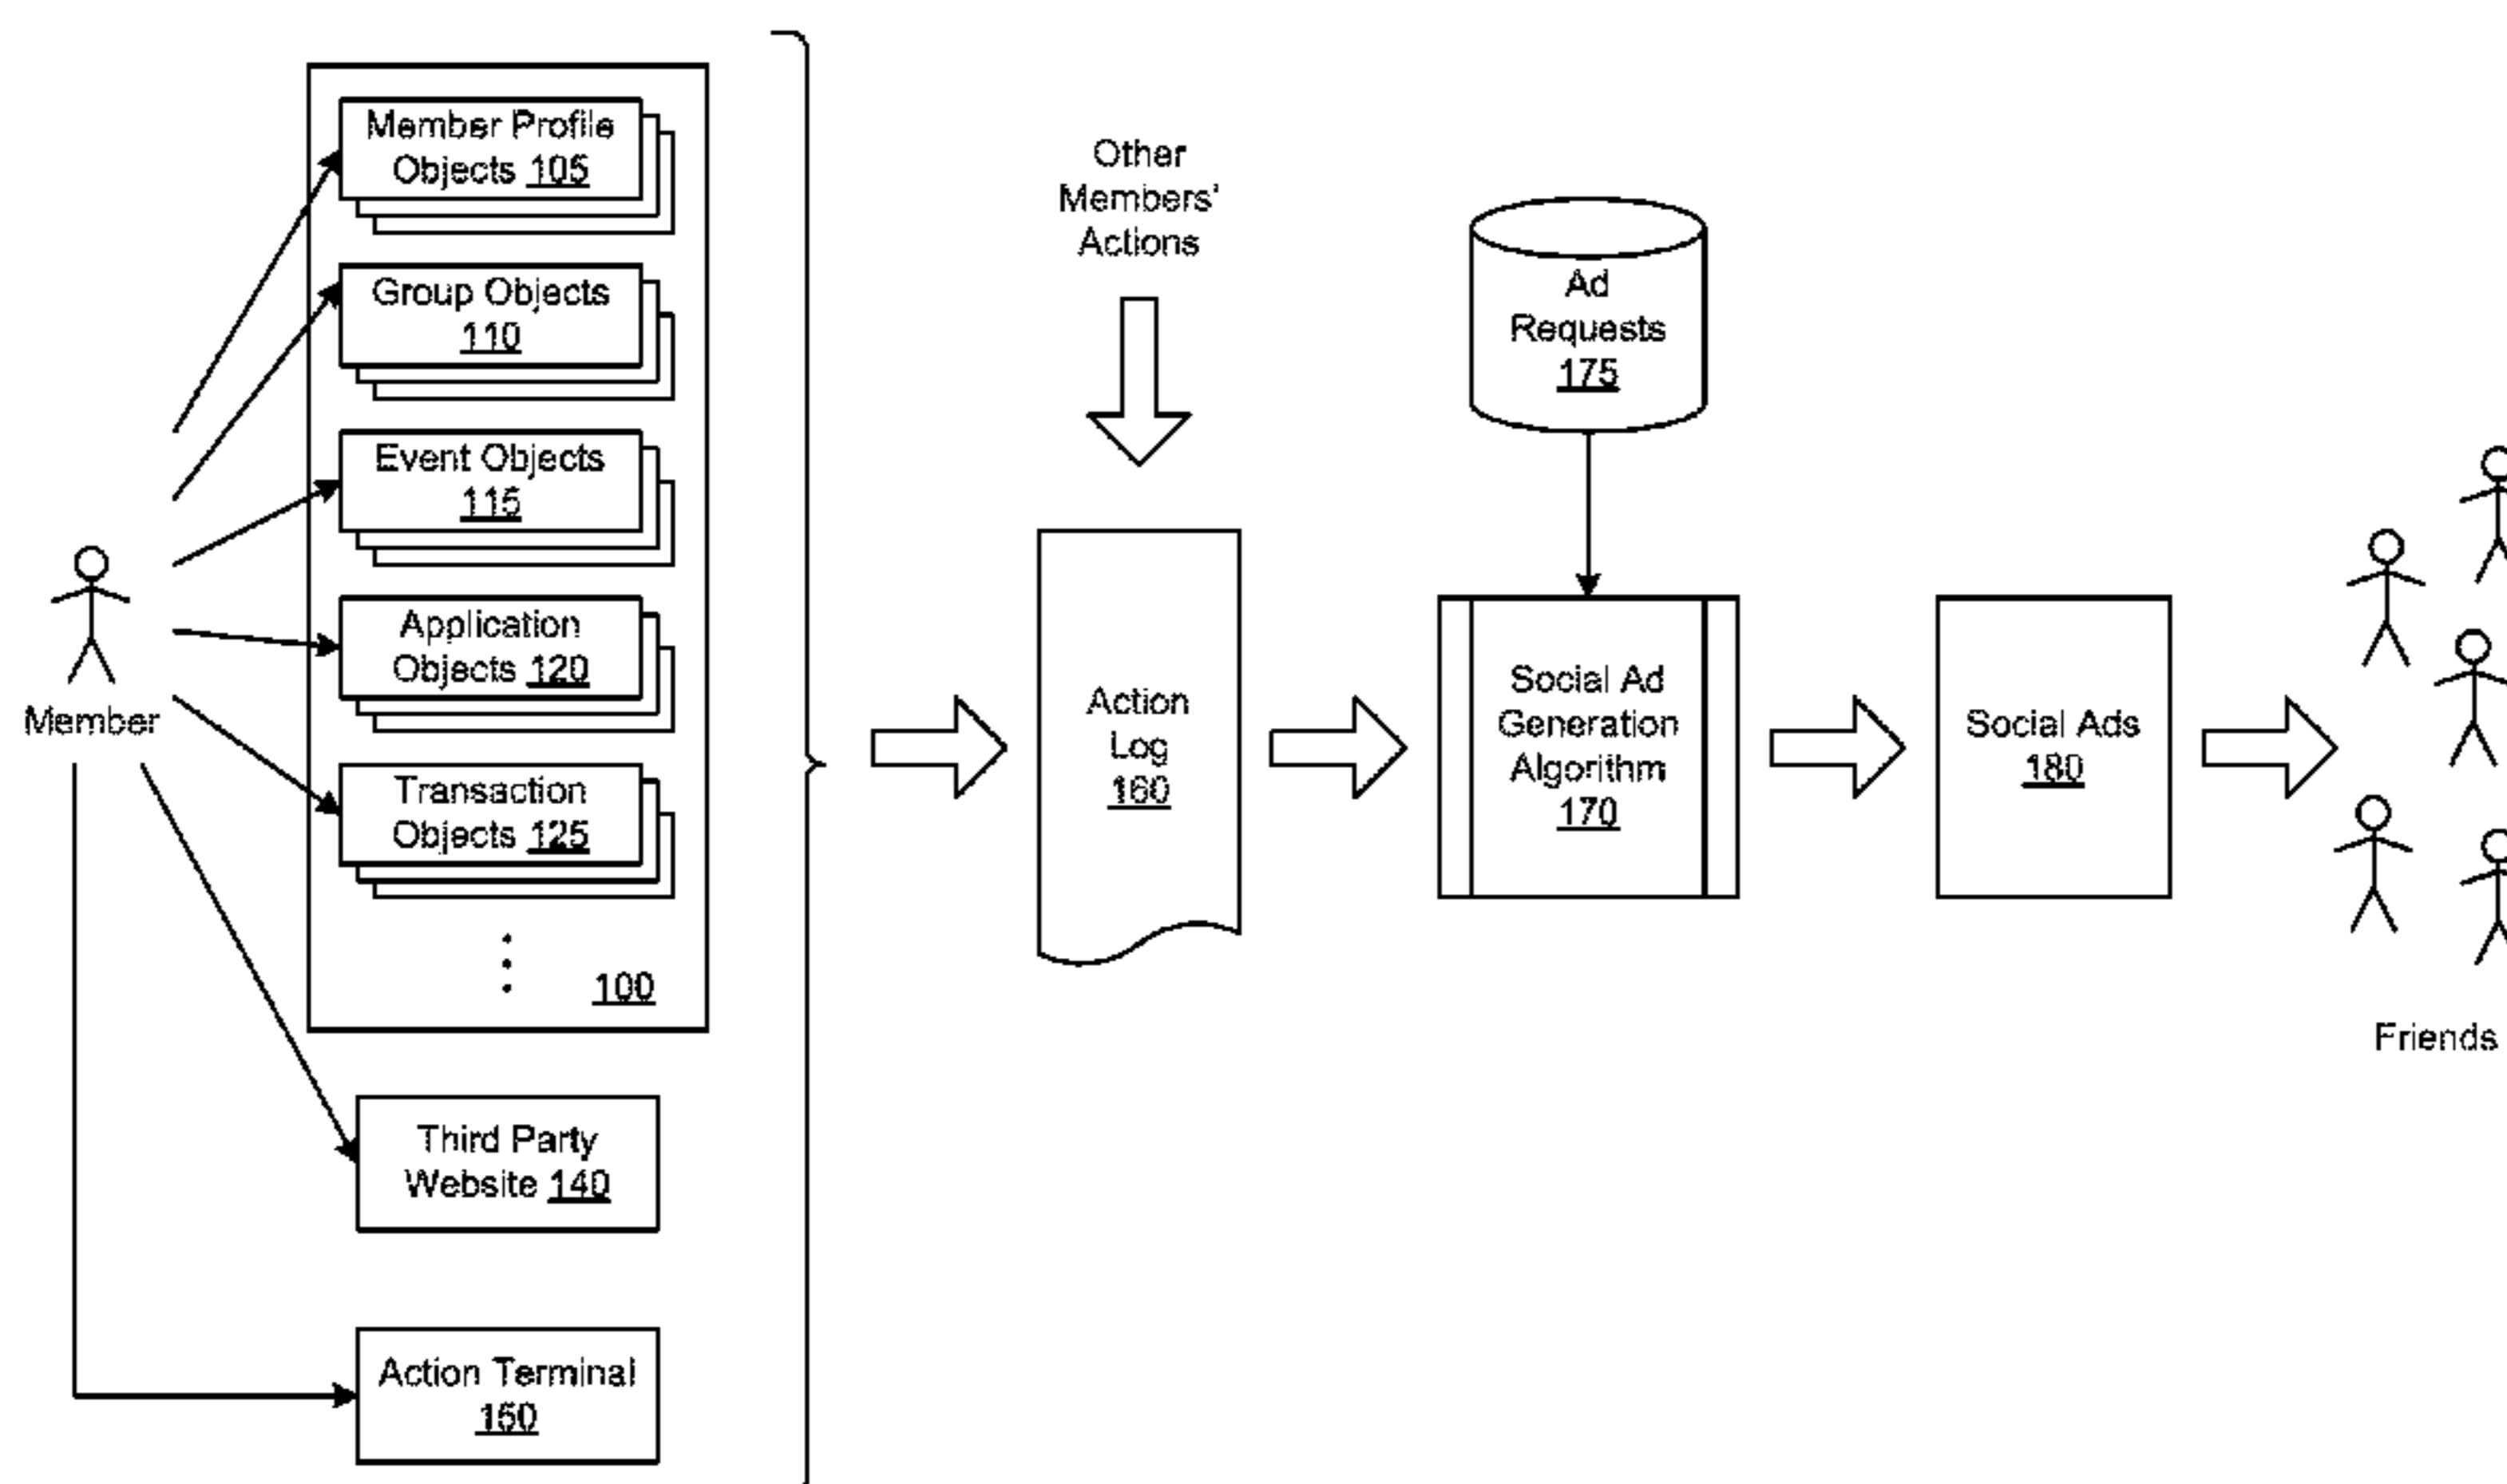 Member Profile
Objects 105
Group Objects
110
Event Objects
115
Application
Objects 120
Transaction
Objects 125
100
Member
Third Party
Website 140
Action Terminal
150
Other
Members'
Actions
Action
Log
160
Ad
Requests
175
Social Ad
Generation
Algorithm
170
Social Ads
180
Friends